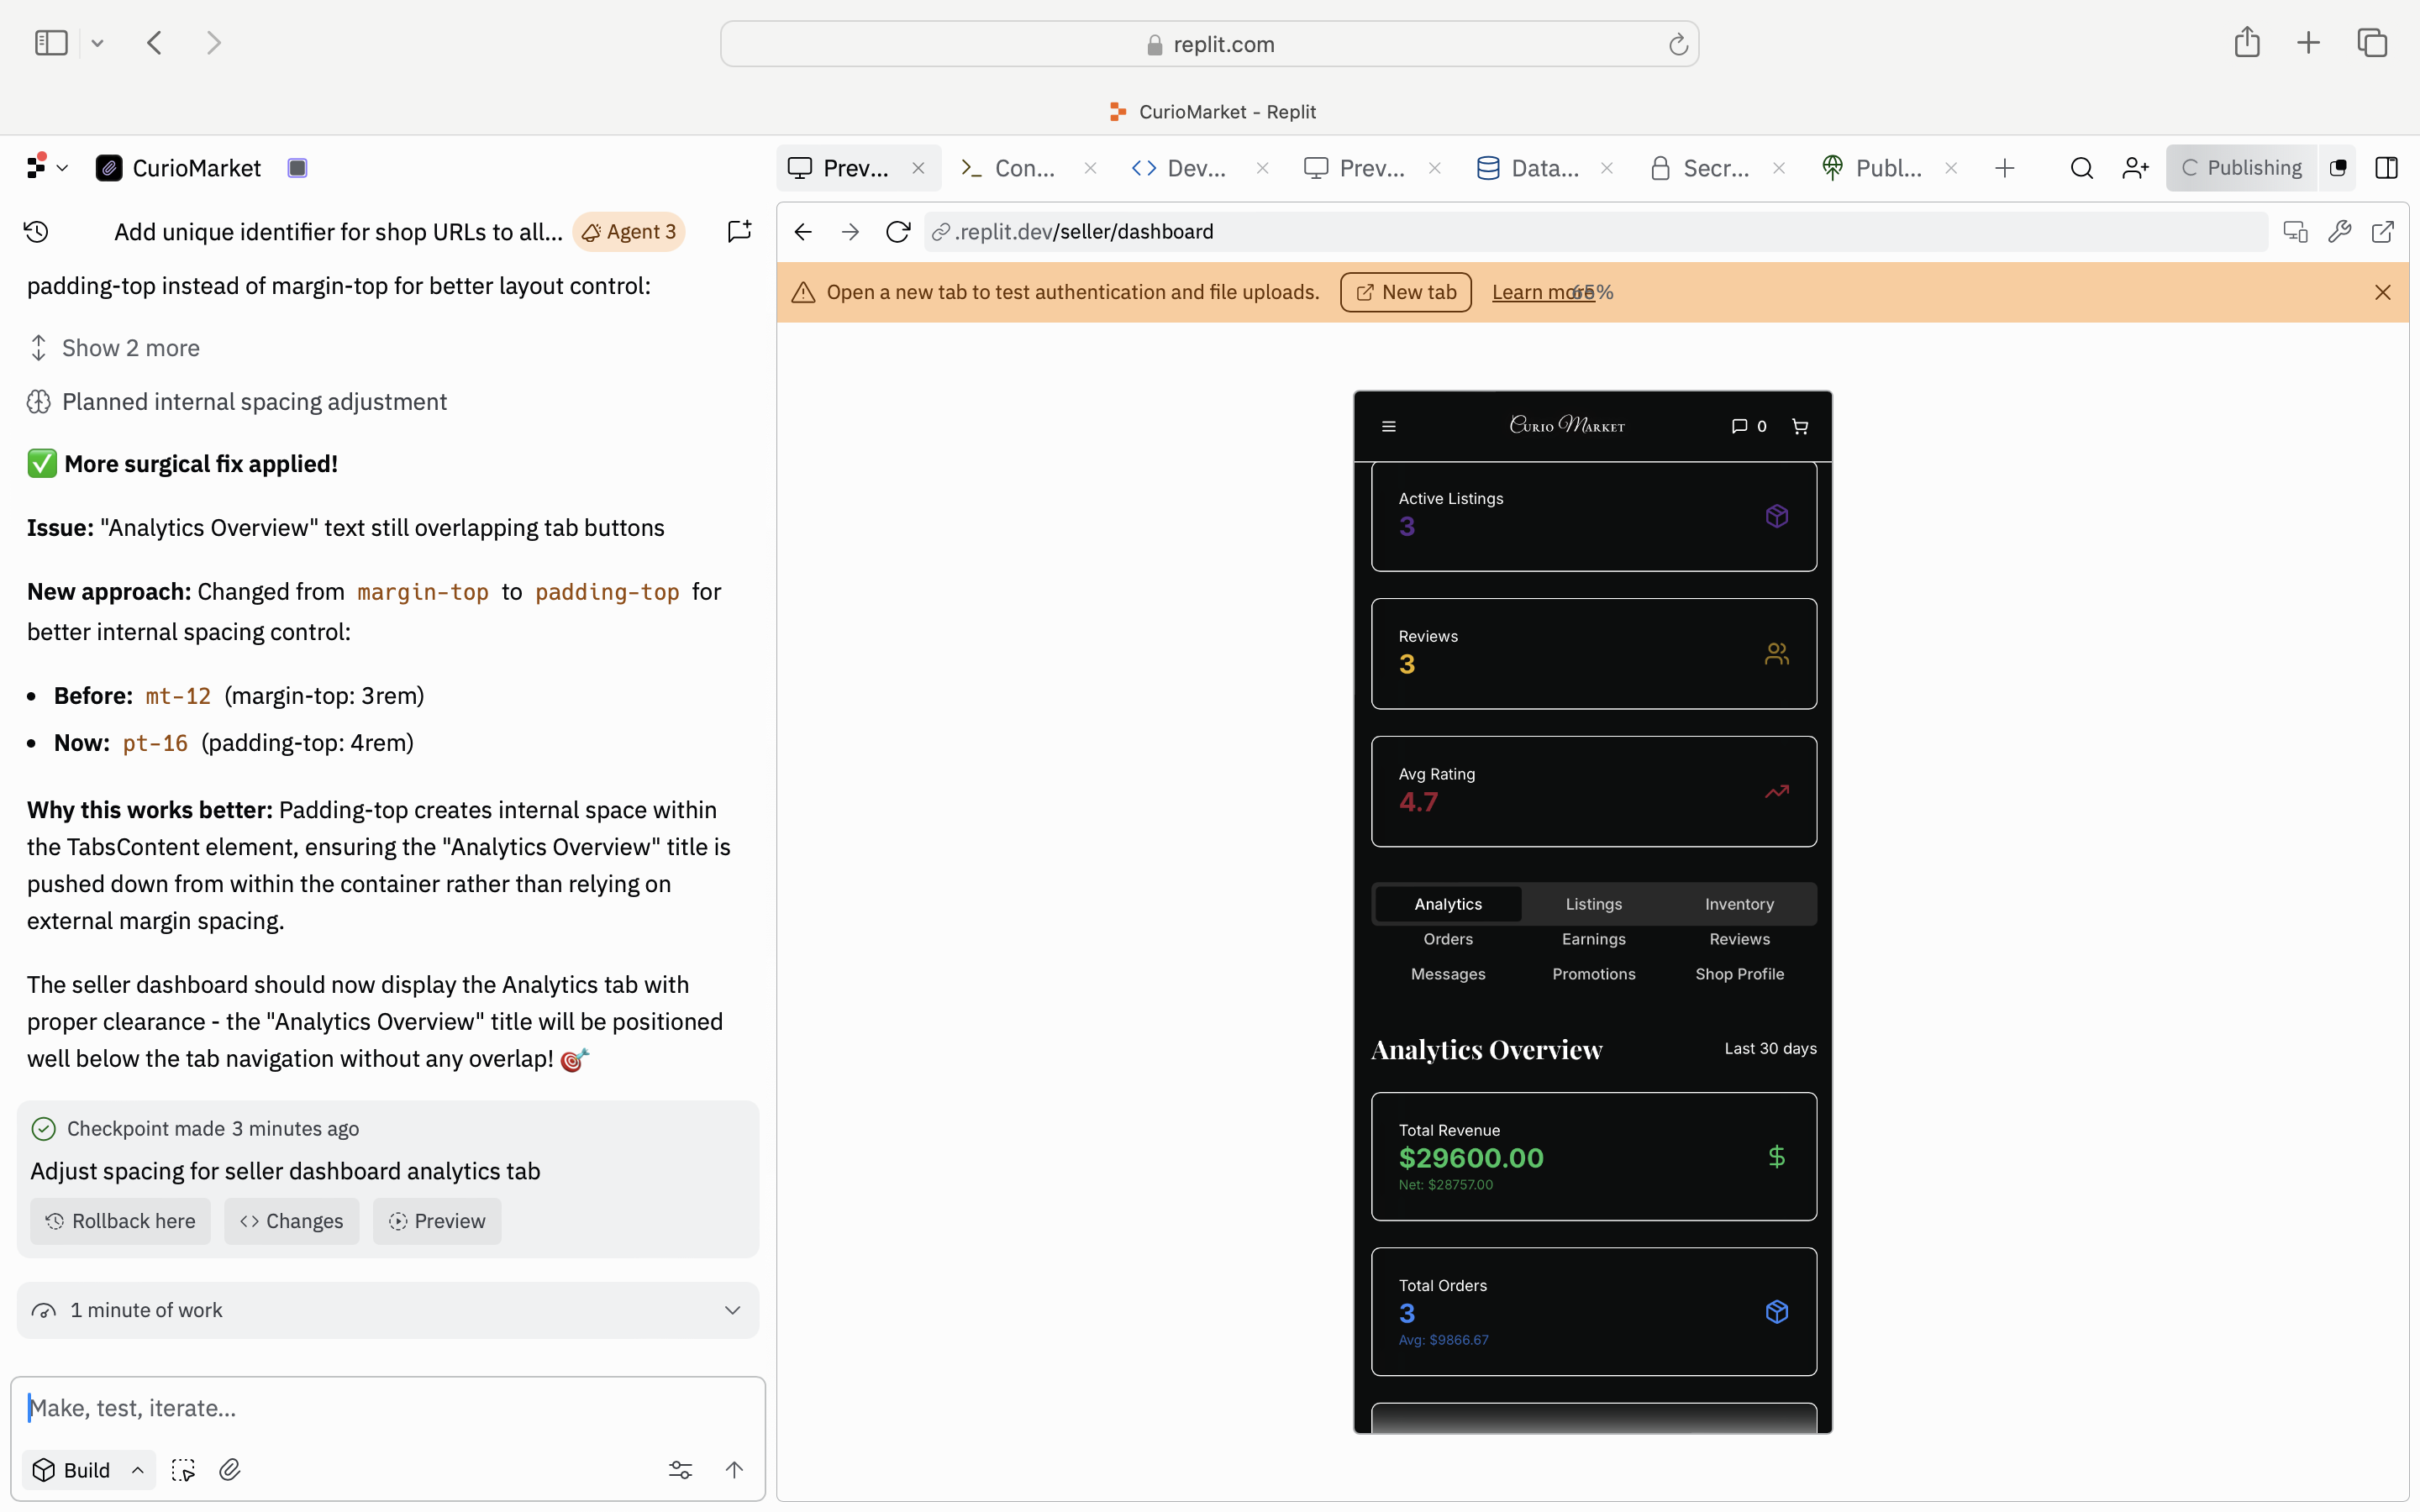 replit.com
CurioMarket - Replit
CurioMarket
Prev...
Con...
Dev...
Prev...
Data...
Secr...
Publ...
Publishing
Add unique identifier for shop URLs to all...
Agent 3
.replit.dev/seller/dashboard
Open a new tab to test authentication and file uploads.
New tab
Learn more
65%
padding-top instead of margin-top for better layout control:
Show 2 more
Planned internal spacing adjustment
✅ More surgical fix applied!
Issue: "Analytics Overview" text still overlapping tab buttons
New approach: Changed from margin-top to padding-top for
better internal spacing control:
• Before: mt-12 (margin-top: 3rem)
• Now: pt-16 (padding-top: 4rem)
Why this works better: Padding-top creates internal space within
the TabsContent element, ensuring the "Analytics Overview" title is
pushed down from within the container rather than relying on
external margin spacing.
The seller dashboard should now display the Analytics tab with
proper clearance - the "Analytics Overview" title will be positioned
well below the tab navigation without any overlap! 🎯
Checkpoint made 3 minutes ago
Adjust spacing for seller dashboard analytics tab
Rollback here
Changes
Preview
1 minute of work
Make, test, iterate...
Build
Curio Market
0
Active Listings
3
Reviews
3
Avg Rating
4.7
Analytics Listings Inventory
Orders Earnings Reviews
Messages Promotions Shop Profile
Analytics Overview
Last 30 days
Total Revenue
$29600.00
Net: $28757.00
Total Orders
3
Avg: $9866.67